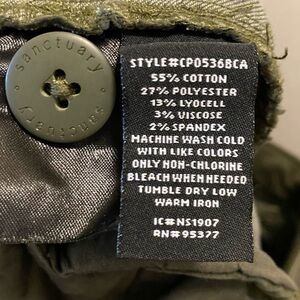 sanctuary
sanctuary
STYLE#CP0536BCA
55% COTTON
27% POLYESTER
13% LYOCELL
3% VISCOSE
2% SPANDEX
MACHINE WASH COLD
WITH LIKE COLORS
ONLY NON-CHLORINE
BLEACH WHEN NEEDED
TUMBLE DRY LOW
WARM IRON
IC#NS1907
RN#95377